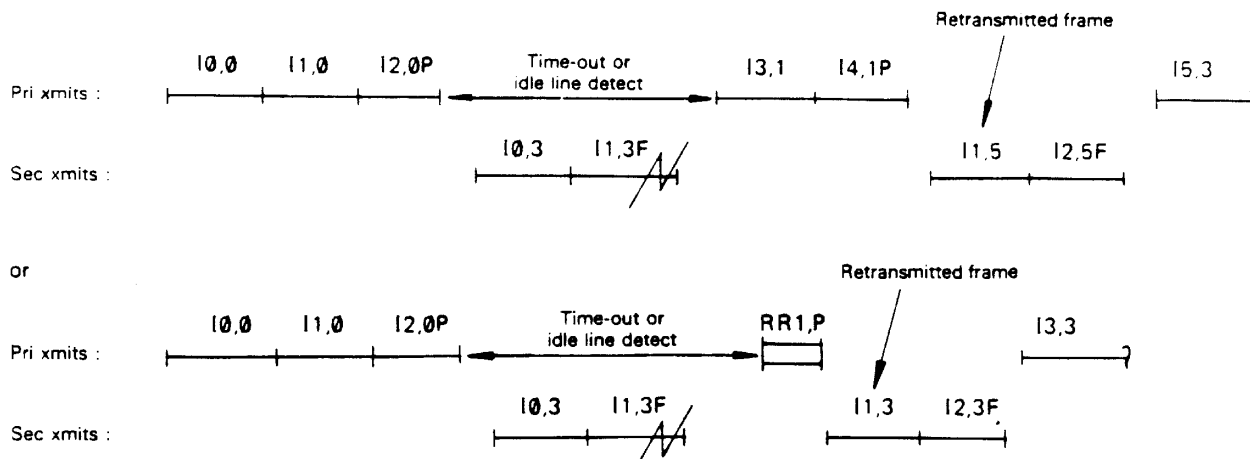 Retransmitted frame
I0,0 I1,0 I2,0P Time-out or idle line detect I3,1 I4,1P I5,3
Pri xmits :
I0,3 I1,3F I1,5 I2,5F
Sec xmits :
or
Retransmitted frame
I0,0 I1,0 I2,0P Time-out or idle line detect RR1,P I3,3
Pri xmits :
I0,3 I1,3F I1,3 I2,3F
Sec xmits :